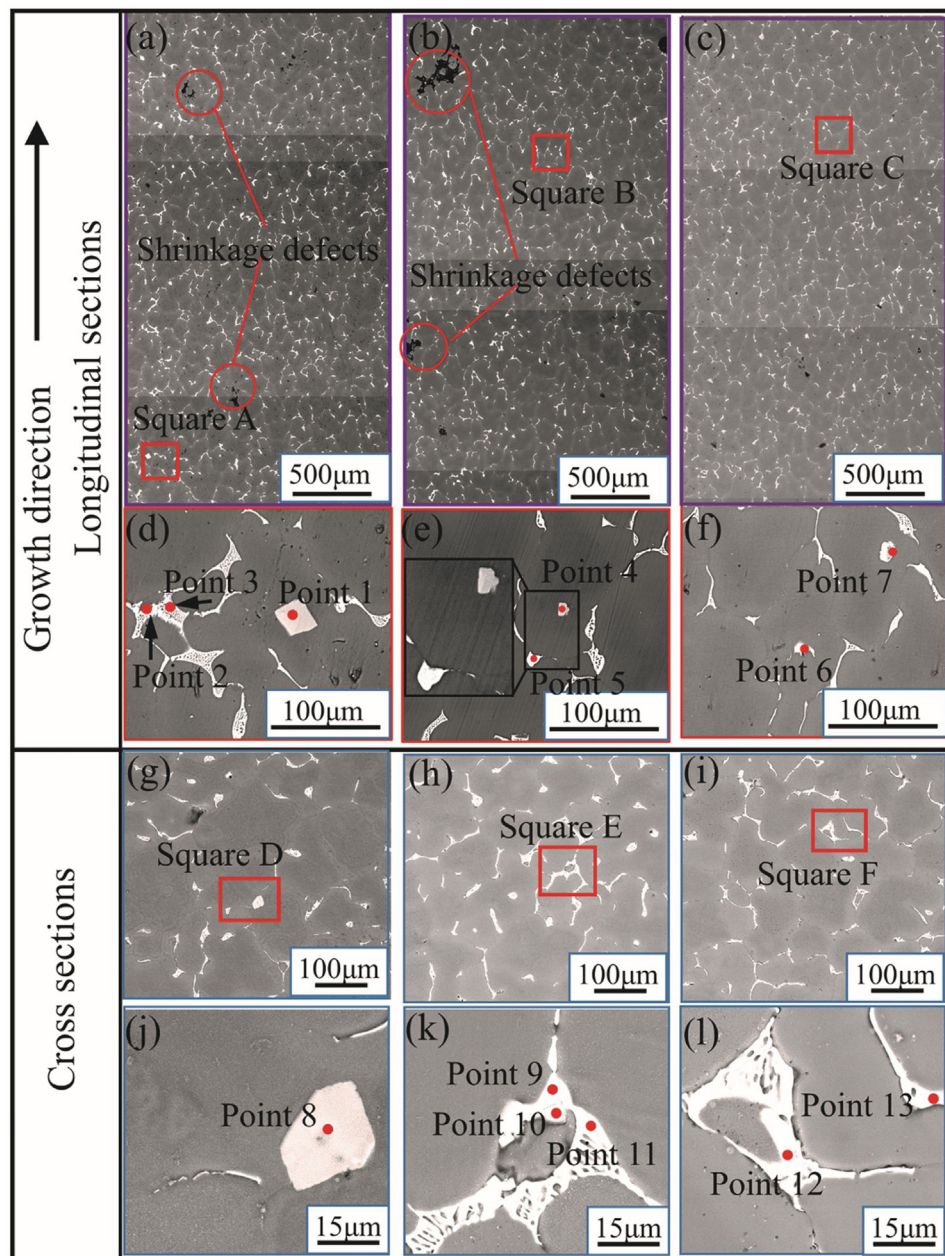 Growth direction
Longitudinal sections
(a)
Shrinkage defects
Square A
500μm
(b)
Square B
Shrinkage defects
500μm
(c)
Square C
500μm
(d)
Point 3
Point 1
Point 2
100μm
(e)
Point 4
Point 5
100μm
(f)
Point 7
Point 6
100μm
Cross sections
(g)
Square D
100μm
(h)
Square E
100μm
(i)
Square F
100μm
(j)
Point 8
15μm
(k)
Point 9
Point 10
Point 11
15μm
(l)
Point 13
Point 12
15μm